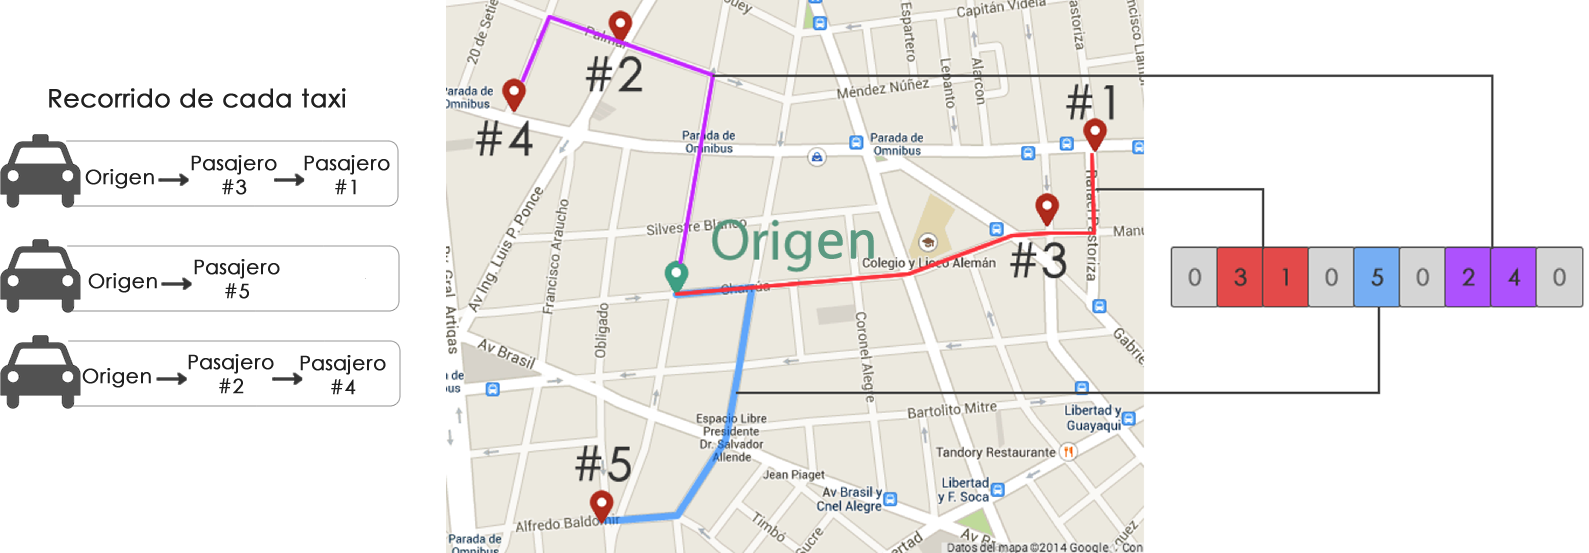 Recorrido de cada taxi
Origen
Pasajero
#3
Pasajero
#1
Origen
Pasajero
#5
Origen
Pasajero
#2
Pasajero
#4
20 de Setie
Palmar
#2
Parada de
Omnibus
#4
Av Ing. Luis P. Ponce
Francisco Araucho
Parada de
Omnibus
Silvestre Blanco
Origen
Charrúa
Obligado
Av Brasil
Gral. Artigas
Espartero
Capitán Videla
Lepanto
Alarcon
Méndez Núñez
#1
Parada de
Omnibus
Rafael Pastoriza
#3
Colegio y Liceo Alemán
Manu
Coronel Alegre
Gabrie
Bartolito Mitre
Libertad y
Guayaqui
Espacio Libre
Presidente
Dr. Salvador
Allende
Tandory Restaurante
Jean Piaget
Libertad
y F. Soca
Av Brasil y
Cnel Alegre
#5
Alfredo Baldomir
Timbó
Sucre
Parada de
Omnibus
Datos del mapa ©2014 Google
Con
0 3 1 0 5 0 2 4 0